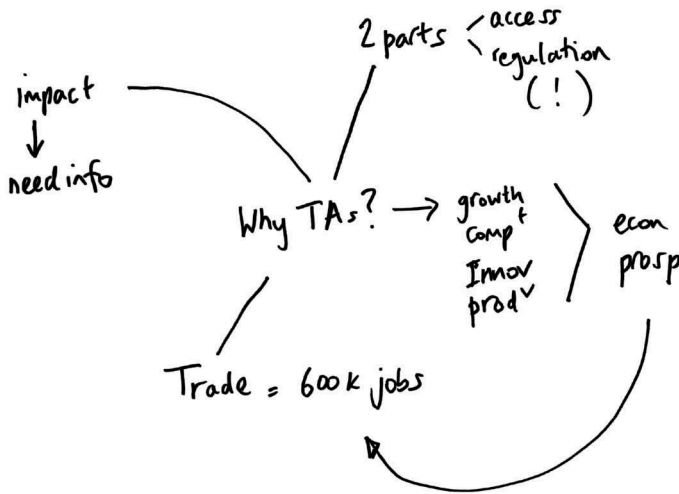 2 parts
access
regulation
(!)
impact
need info
Why TAs?
growth
comp^t
Innov
prod^v
econ
prosp
Trade = 600k jobs